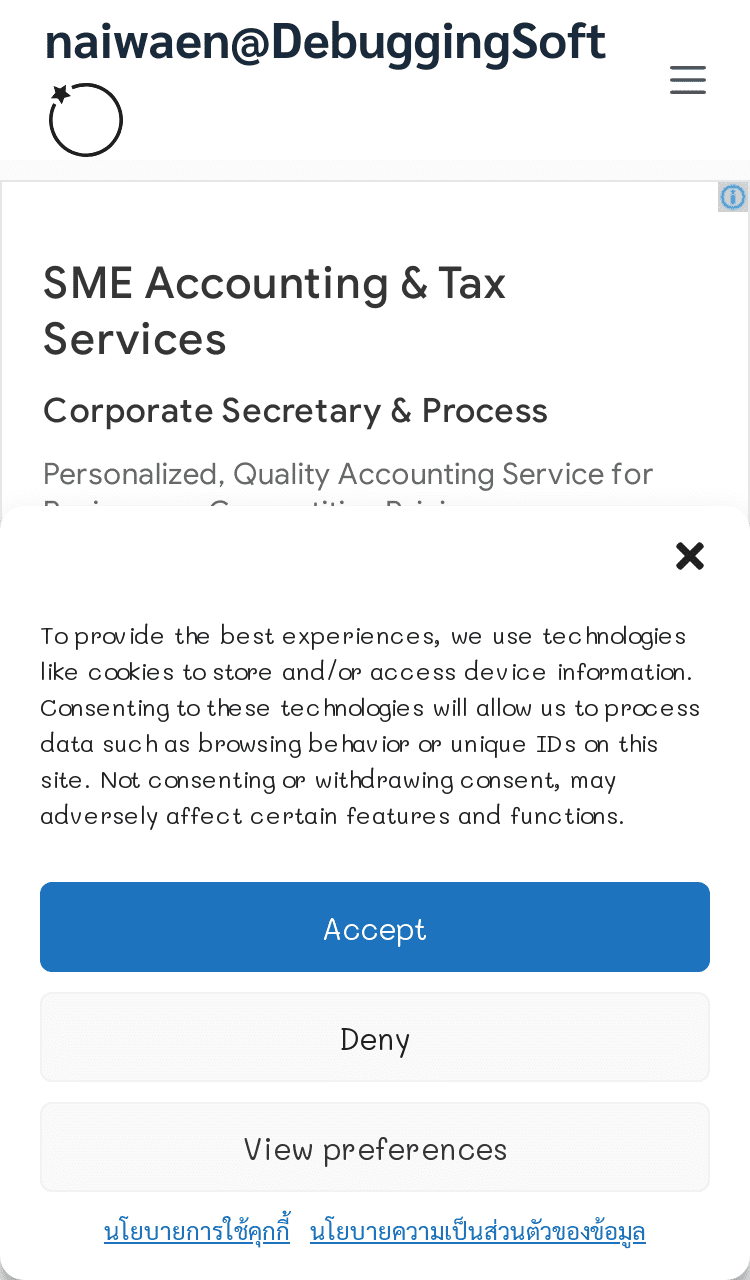 naiwaen@DebuggingSoft
SME Accounting & Tax
Services
Corporate Secretary & Process
Personalized, Quality Accounting Service for
To provide the best experiences, we use technologies
like cookies to store and/or access device information.
Consenting to these technologies will allow us to process
data such as browsing behavior or unique IDs on this
site. Not consenting or withdrawing consent, may
adversely affect certain features and functions.
Accept
Deny
View preferences
นโยบายการใช้คุกกี้ นโยบายความเป็นส่วนตัวของข้อมูล